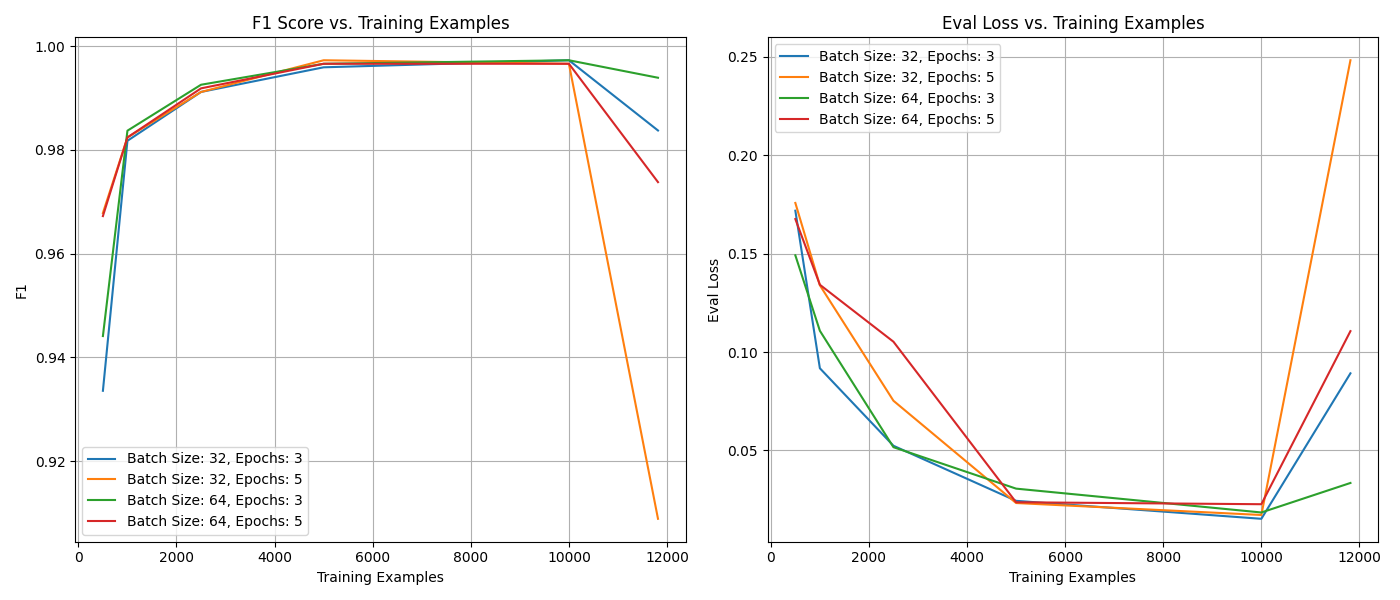 F1 Score vs. Training Examples
1.00
0.98
0.96
0.94
0.92
F1
0
2000
4000
6000
8000
10000
12000
Training Examples
Batch Size: 32, Epochs: 3
Batch Size: 32, Epochs: 5
Batch Size: 64, Epochs: 3
Batch Size: 64, Epochs: 5
Eval Loss vs. Training Examples
0.25
0.20
0.15
0.10
0.05
Eval Loss
0
2000
4000
6000
8000
10000
12000
Training Examples
Batch Size: 32, Epochs: 3
Batch Size: 32, Epochs: 5
Batch Size: 64, Epochs: 3
Batch Size: 64, Epochs: 5